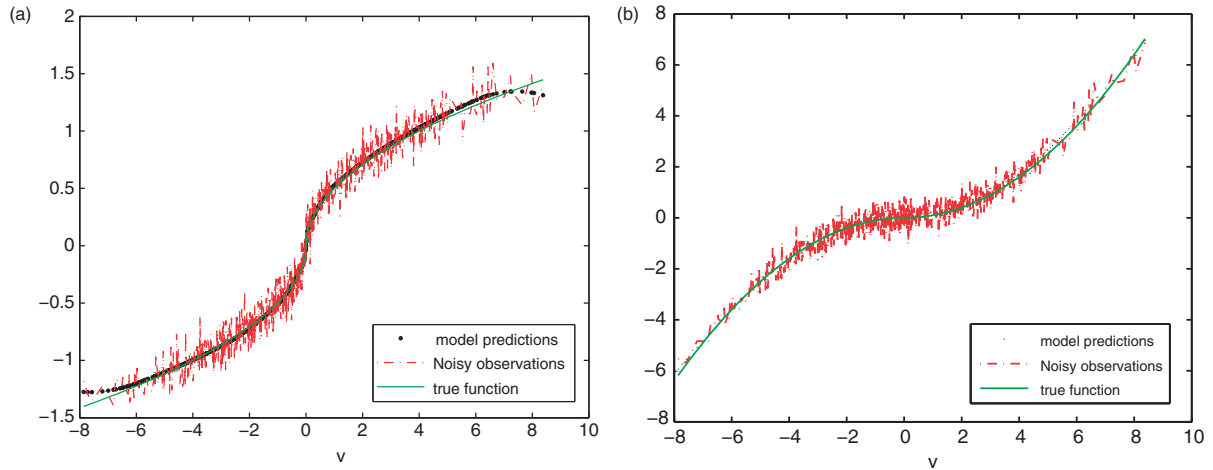 (a)
2
1.5
1
0.5
0
−0.5
−1
−1.5
−8 −6 −4 −2 0 2 4 6 8 10
v
model predictions
Noisy observations
true function
(b)
8
6
4
2
0
−2
−4
−6
−8
−8 −6 −4 −2 0 2 4 6 8 10
v
model predictions
Noisy observations
true function